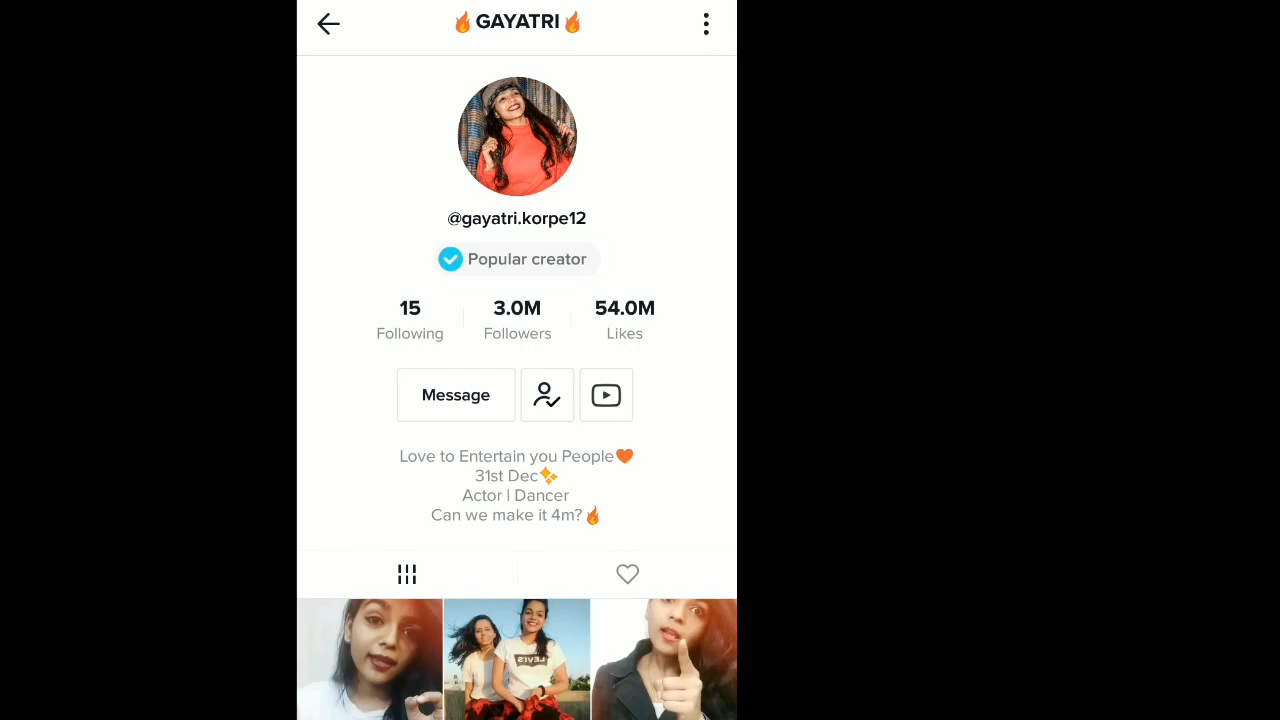 🔥GAYATRI🔥
@gayatri.korpe12
Popular creator
15 3.0M 54.0M
Following Followers Likes
Message
Love to Entertain you People🧡
31st Dec✨
Actor | Dancer
Can we make it 4m?🔥
LEVI'S